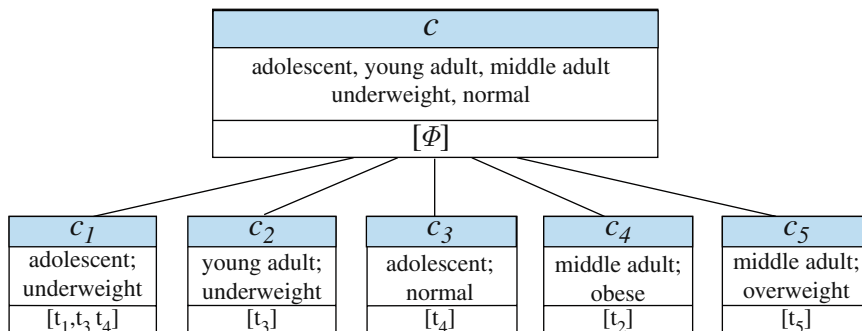 c
adolescent, young adult, middle adult
underweight, normal
[Φ]
c1 c2 c3 c4 c5
adolescent; young adult; adolescent; middle adult; middle adult;
underweight underweight normal obese overweight
[t1,t3 t4] [t3] [t4] [t2] [t5]